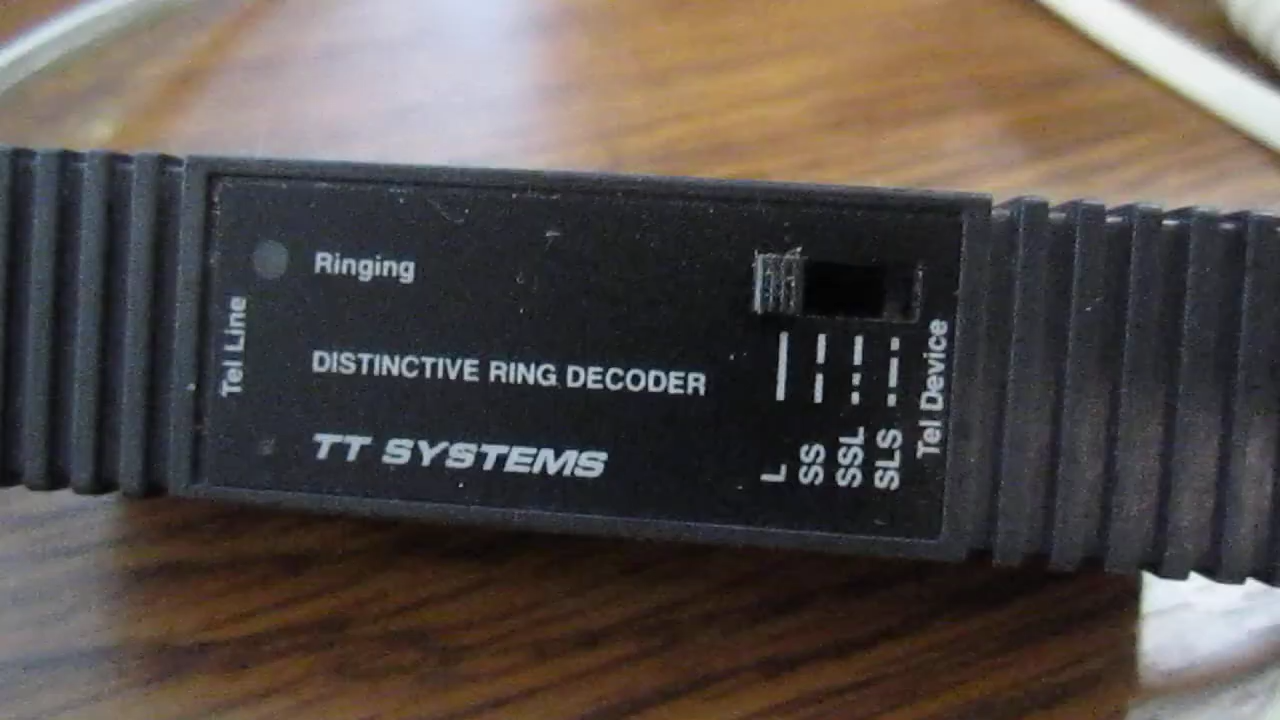 Ringing
Tel Line
DISTINCTIVE RING DECODER
TT SYSTEMS
L
SS
SSL
SLS
Tel Device